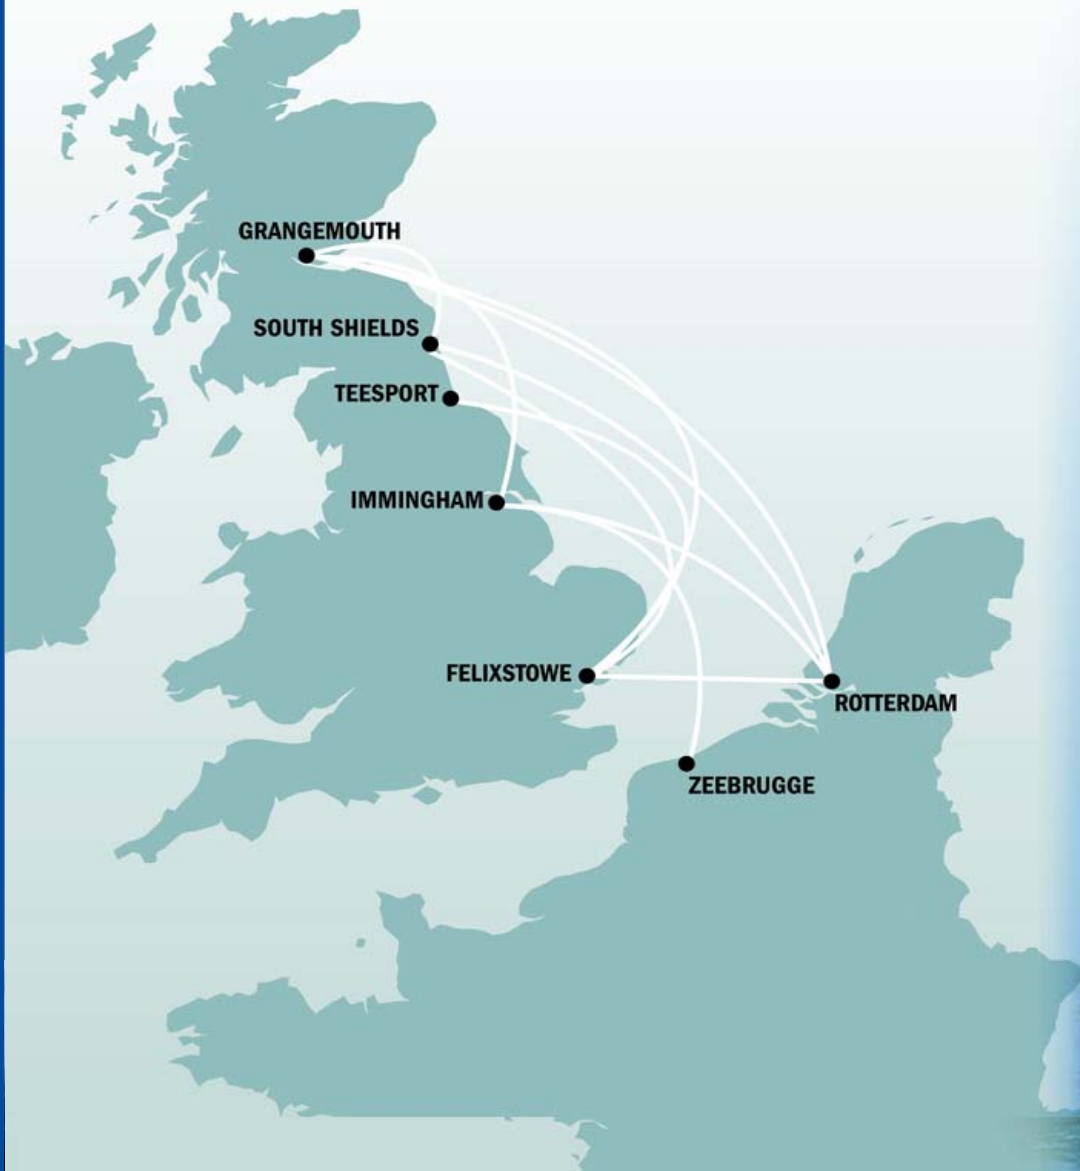 GRANGEMOUTH
SOUTH SHIELDS
TEESPORT
IMMINGHAM
FELIXSTOWE
ROTTERDAM
ZEEBRUGGE